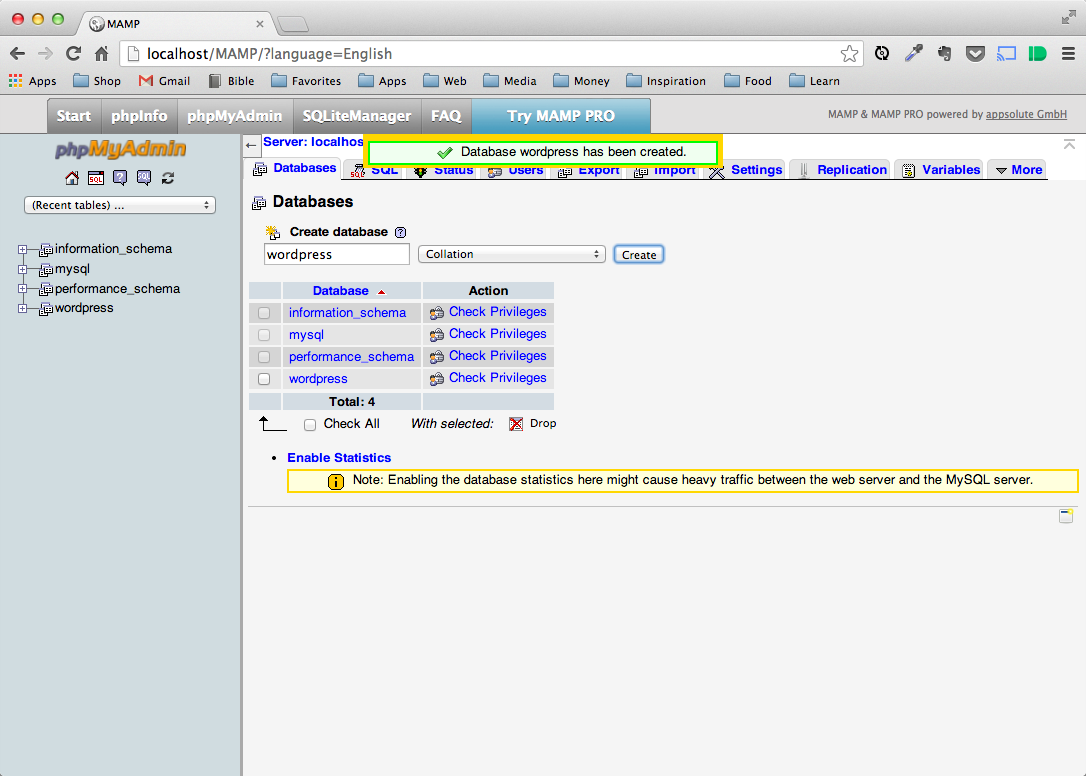 MAMP
localhost/MAMP/?language=English
Apps Shop Gmail Bible Favorites Apps Web Media Money Inspiration Food Learn
Start phpInfo phpMyAdmin SQLiteManager FAQ Try MAMP PRO MAMP & MAMP PRO powered by appsolute GmbH
phpMyAdmin
SQL ? SQL
(Recent tables) ...
information_schema
mysql
performance_schema
wordpress
Server: localhos
Database wordpress has been created.
Databases SQL Status Users Export Import Settings Replication Variables More
Databases
Create database ?
wordpress Collation Create
Database Action
information_schema Check Privileges
mysql Check Privileges
performance_schema Check Privileges
wordpress Check Privileges
Total: 4
Check All With selected: Drop
• Enable Statistics
Note: Enabling the database statistics here might cause heavy traffic between the web server and the MySQL server.